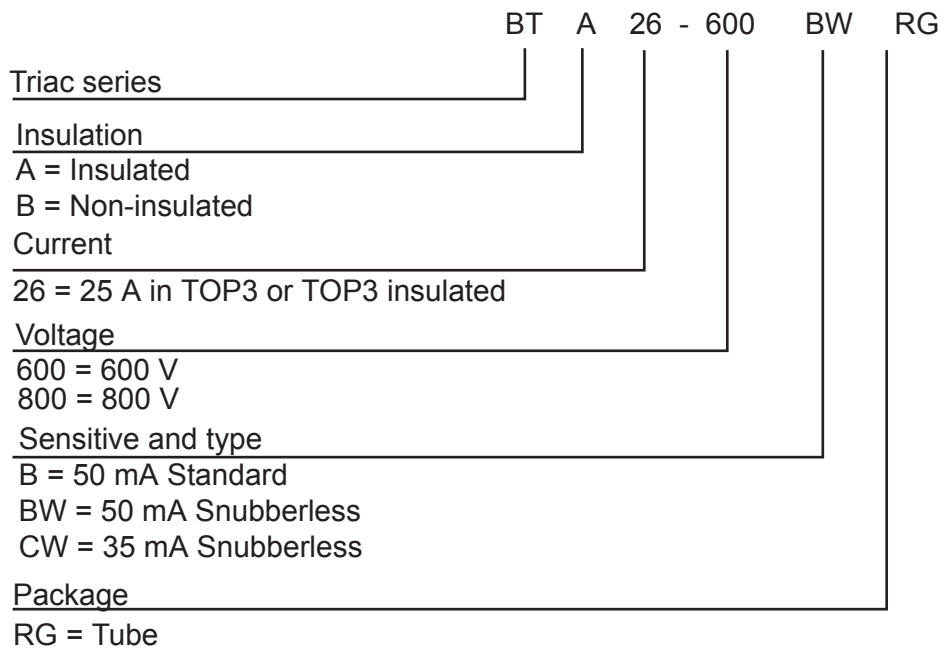 BT A 26 - 600 BW RG
Triac series
Insulation
A = Insulated
B = Non-insulated
Current
26 = 25 A in TOP3 or TOP3 insulated
Voltage
600 = 600 V
800 = 800 V
Sensitive and type
B = 50 mA Standard
BW = 50 mA Snubberless
CW = 35 mA Snubberless
Package
RG = Tube